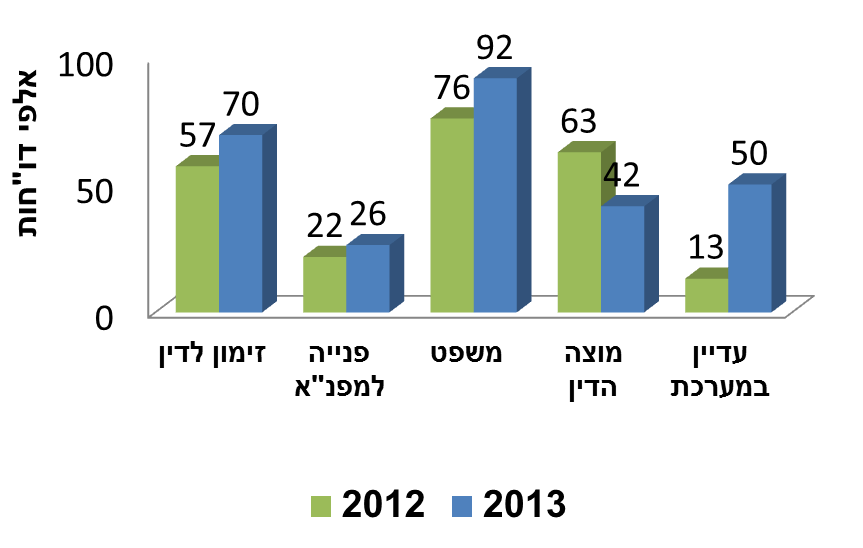 אלפי דו"חות
100
50
0
57
70
22
26
76
92
63
42
13
50
זימון לדין
פנייה
למפנ"א
משפט
מוצה
הדין
עדיין
במערכת
2012
2013